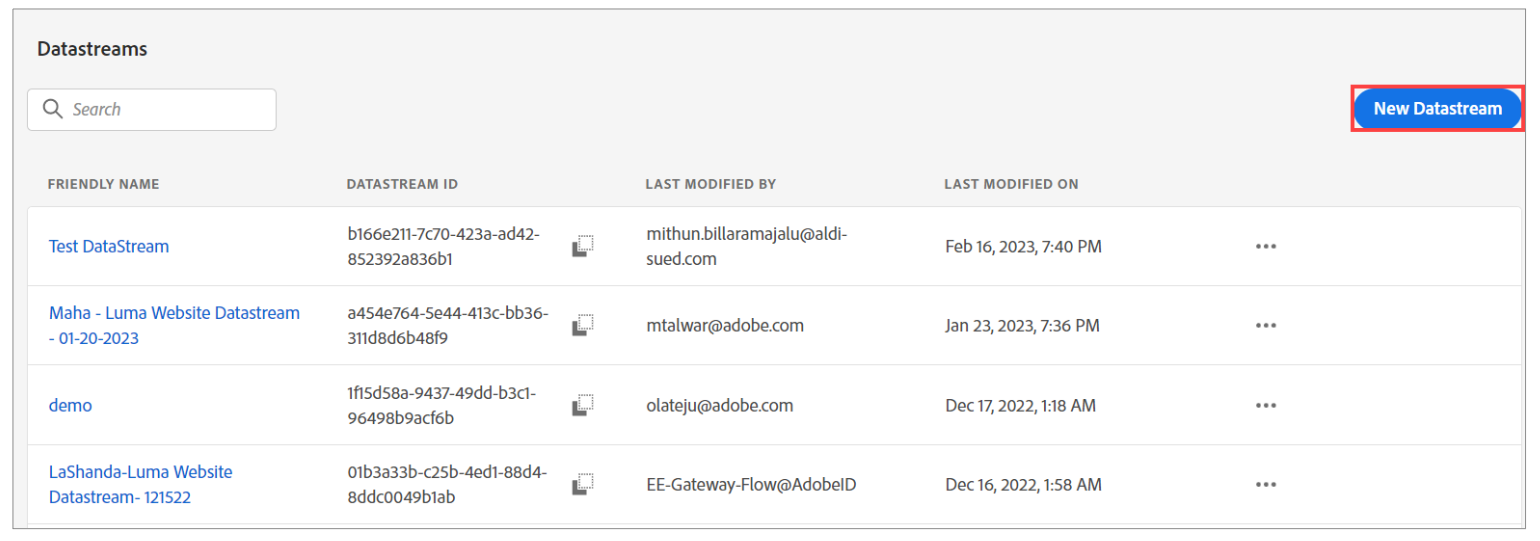 Datastreams
Search
New Datastream
FRIENDLY NAME
DATASTREAM ID
LAST MODIFIED BY
LAST MODIFIED ON
Test DataStream
b166e211-7c70-423a-ad42-
852392a836b1
mithun.billaramajalu@aldi-
sued.com
Feb 16, 2023, 7:40 PM
Maha - Luma Website Datastream
- 01-20-2023
a454e764-5e44-413c-bb36-
311d8d6b48f9
mtalwar@adobe.com
Jan 23, 2023, 7:36 PM
demo
1f15d58a-9437-49dd-b3c1-
96498b9acf6b
olateju@adobe.com
Dec 17, 2022, 1:18 AM
LaShanda-Luma Website
Datastream- 121522
01b3a33b-c25b-4ed1-88d4-
8ddc0049b1ab
EE-Gateway-Flow@AdobeID
Dec 16, 2022, 1:58 AM